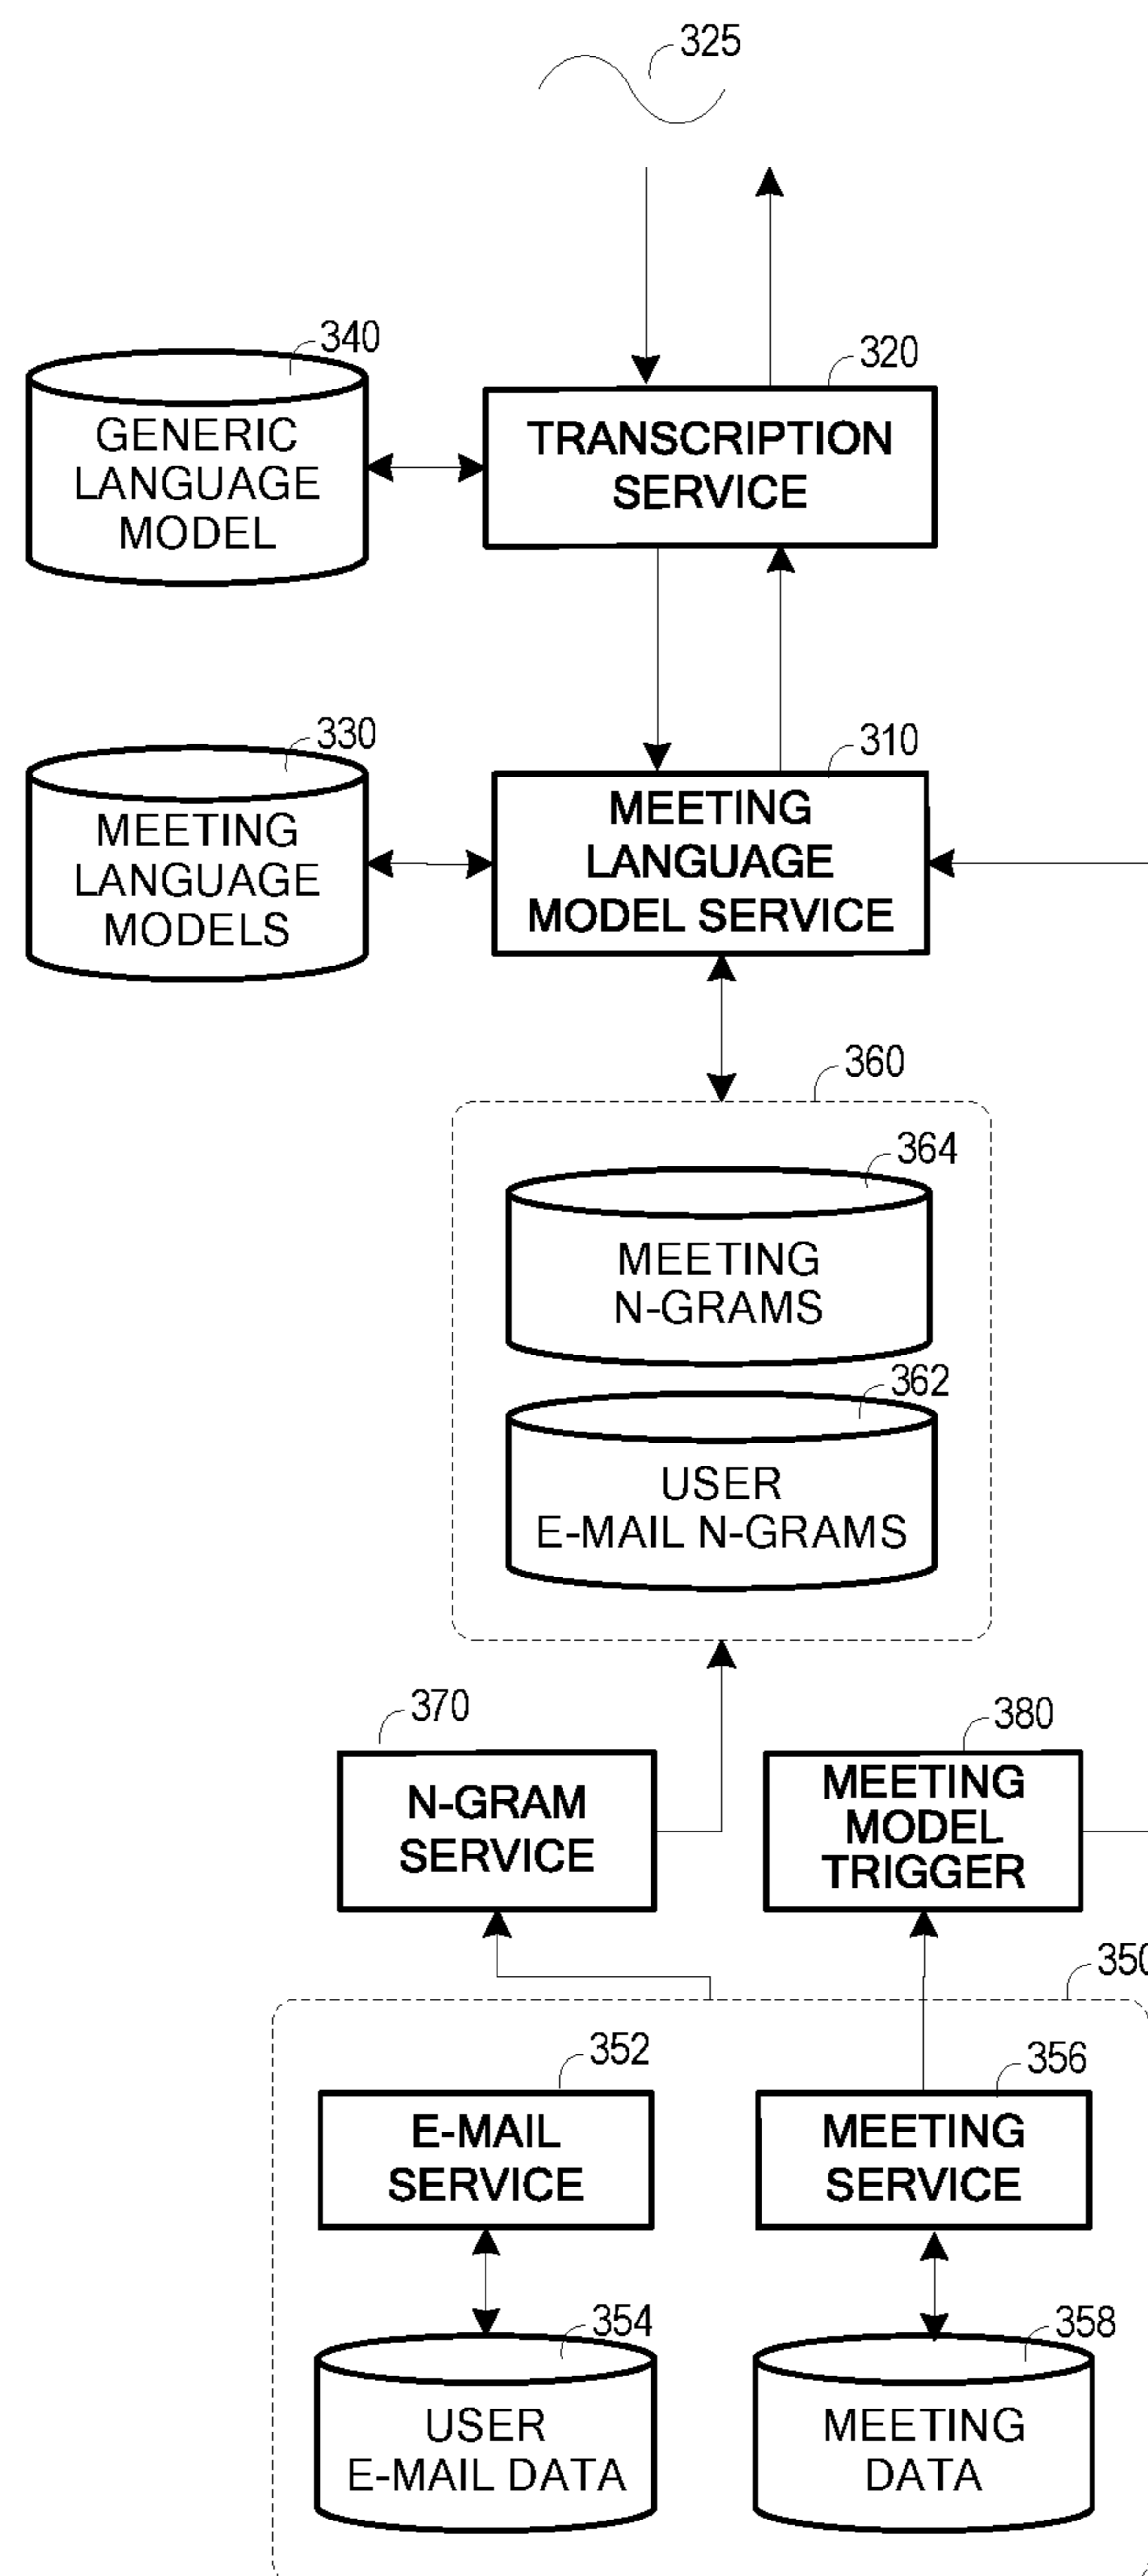 325
340
GENERIC
LANGUAGE
MODEL
320
TRANSCRIPTION
SERVICE
330
MEETING
LANGUAGE
MODELS
310
MEETING
LANGUAGE
MODEL SERVICE
360
364
MEETING
N-GRAMS
362
USER
E-MAIL N-GRAMS
370
N-GRAM
SERVICE
380
MEETING
MODEL
TRIGGER
350
352
E-MAIL
SERVICE
356
MEETING
SERVICE
354
USER
E-MAIL DATA
358
MEETING
DATA